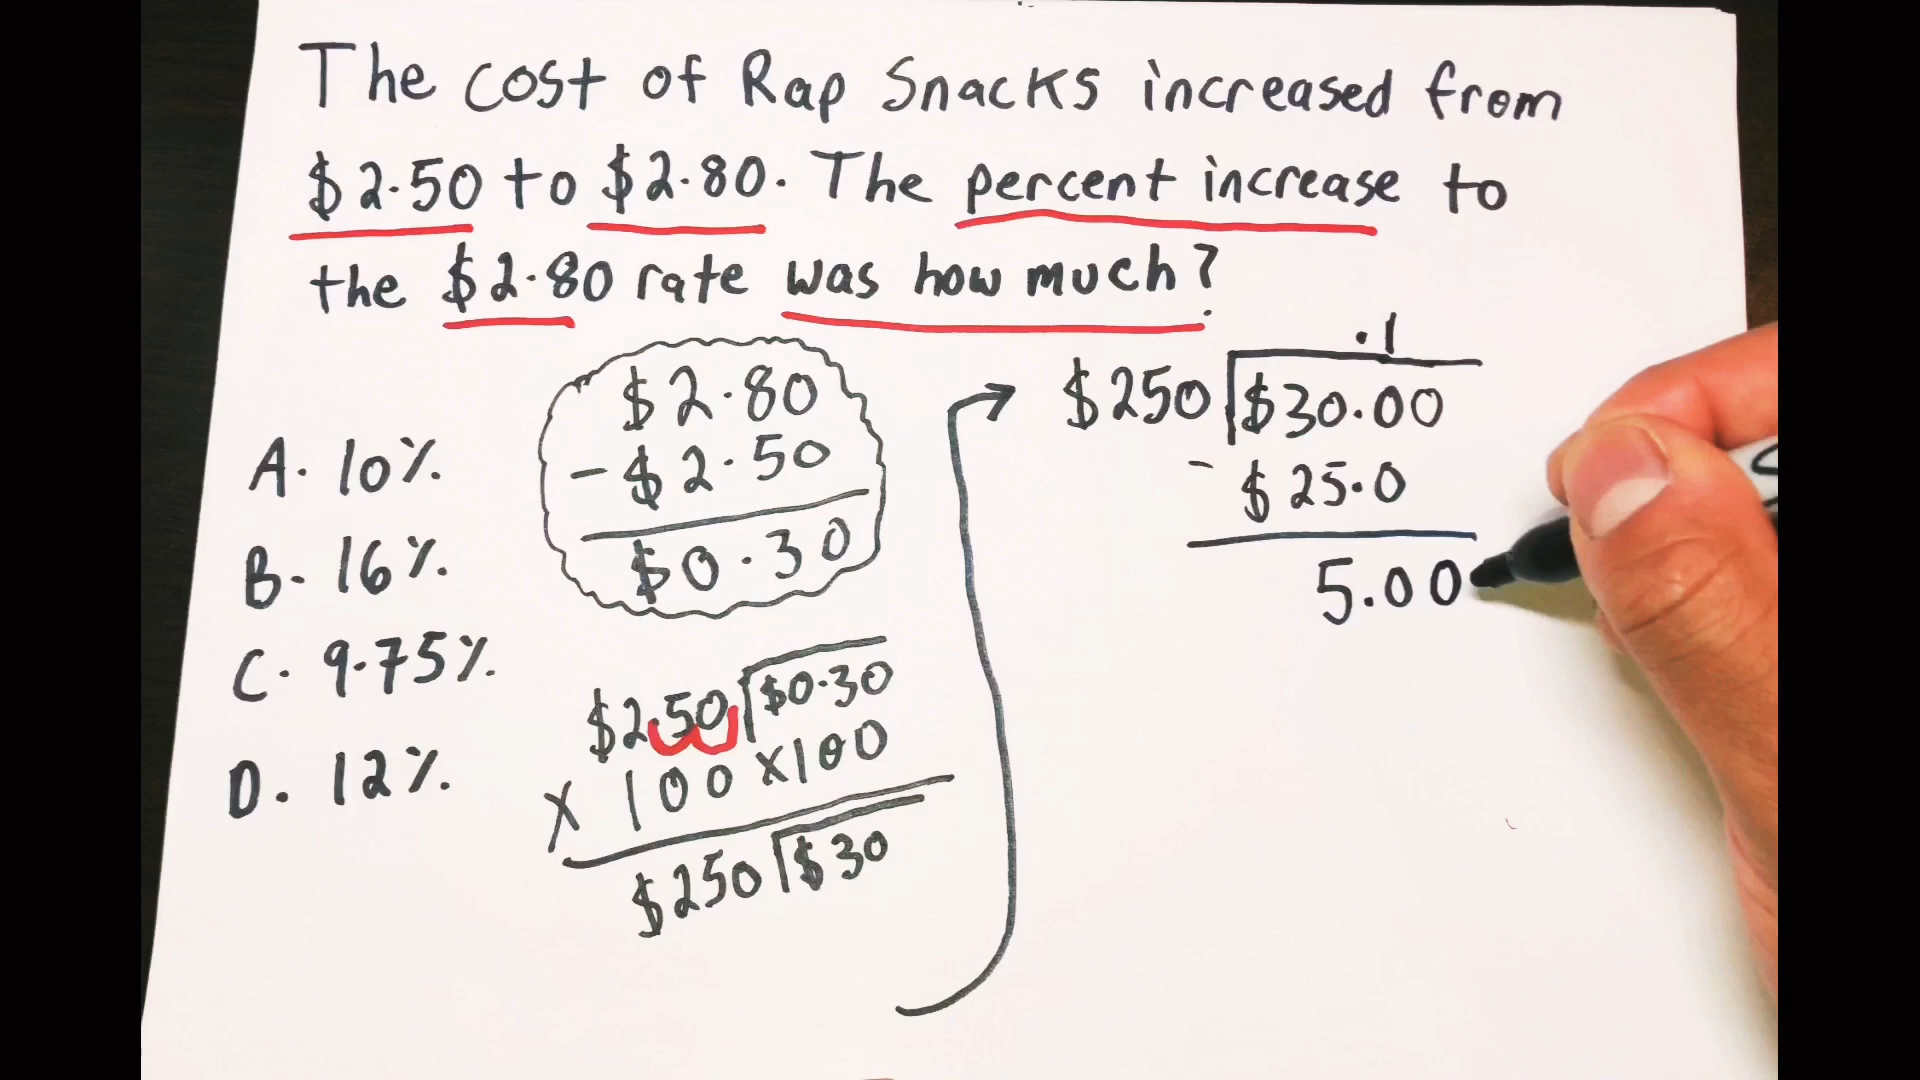 The cost of Rap Snacks increased from
$2.50 to $2.80. The percent increase to
the $2.80 rate was how much?
A. 10%
B. 16%
C. 9.75%
D. 12%
$2.80
- $2.50
$0.30
$2.50 $0.30
x 100 x100
$250 $30
.1
$250 $30.00
- $25.0
5.00